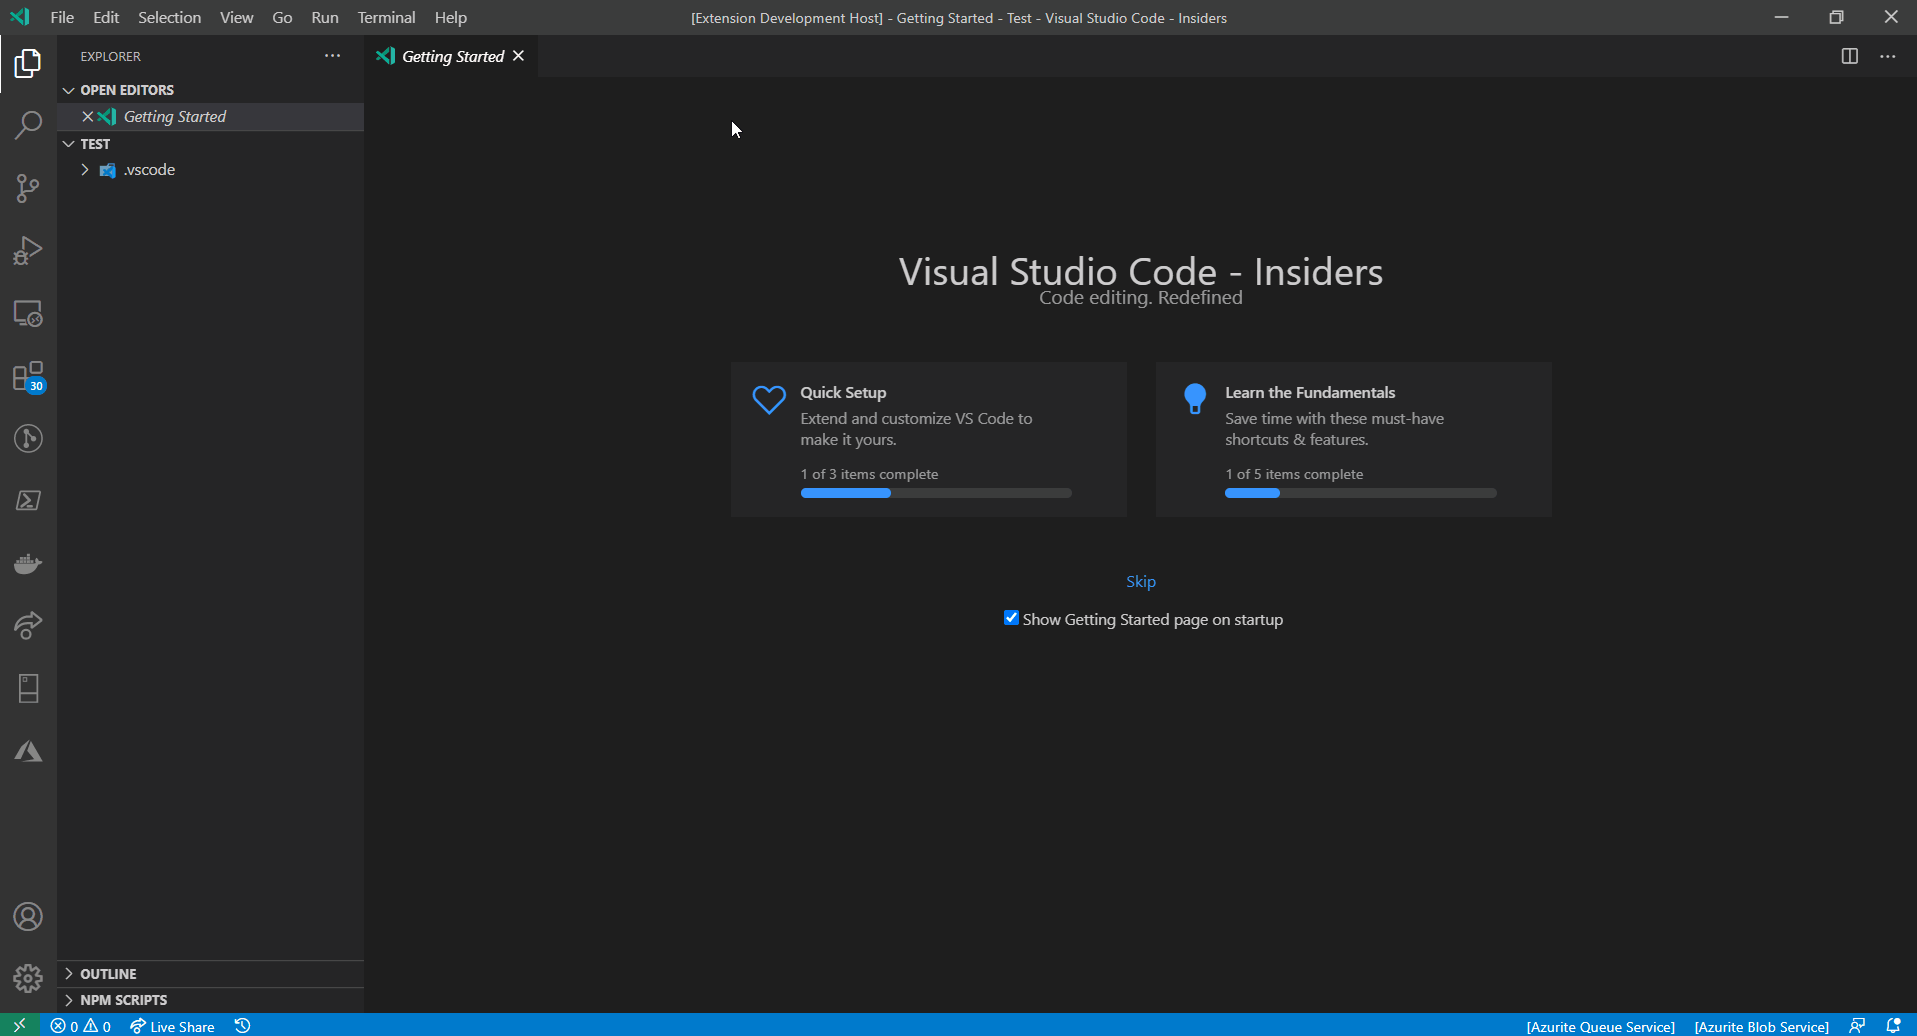 File Edit Selection View Go Run Terminal Help
[Extension Development Host] - Getting Started - Test - Visual Studio Code - Insiders
EXPLORER
Getting Started
OPEN EDITORS
Getting Started
TEST
.vscode
30
Visual Studio Code - Insiders
Code editing. Redefined
Quick Setup
Extend and customize VS Code to
make it yours.
1 of 3 items complete
Learn the Fundamentals
Save time with these must-have
shortcuts & features.
1 of 5 items complete
Skip
Show Getting Started page on startup
OUTLINE
NPM SCRIPTS
0 0 Live Share
[Azurite Queue Service] [Azurite Blob Service]